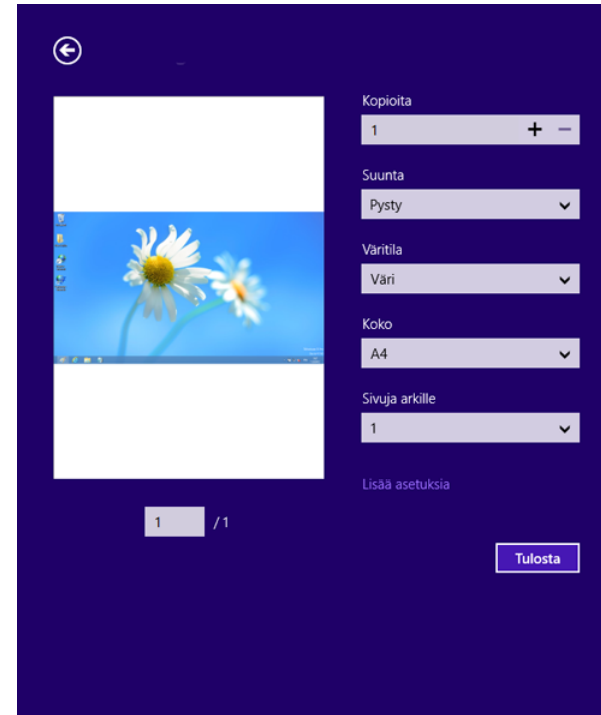 Kopioita
1
Suunta
Pysty
Väritila
Väri
Koko
A4
Sivuja arkille
1
Lisää asetuksia
1 / 1
Tulosta